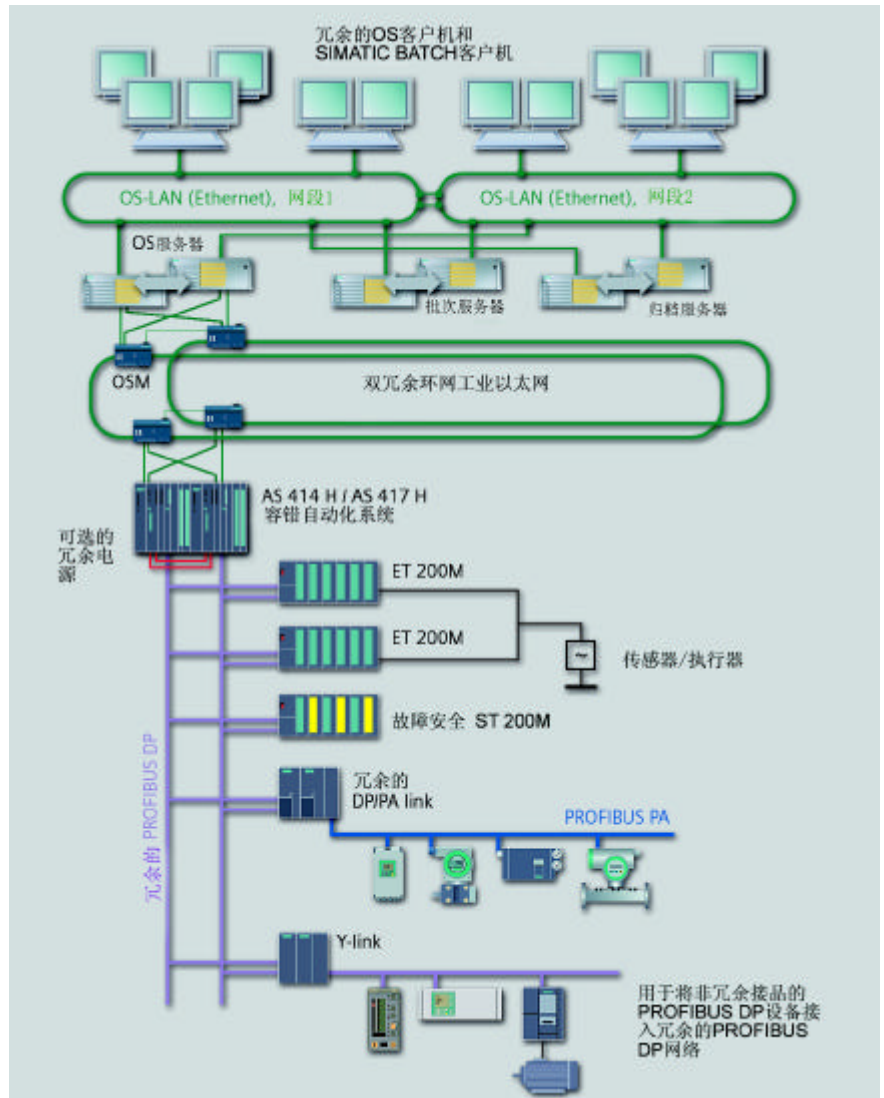 冗余的OS客户机和
SIMATIC BATCH客户机
OS-LAN (Ethernet), 网段1
OS-LAN (Ethernet), 网段2
OS服务器
批次服务器
归档服务器
OSM
双冗余环网工业以太网
AS 414 H / AS 417 H
容错自动化系统
可选的
冗余电
源
ET 200M
ET 200M
传感器/执行器
故障安全 ST 200M
冗余的 PROFIBUS DP
冗余的
DP/PA link
PROFIBUS PA
Y-link
用于将非冗余接品的
PROFIBUS DP设备接
入冗余的PROFIBUS
DP网络